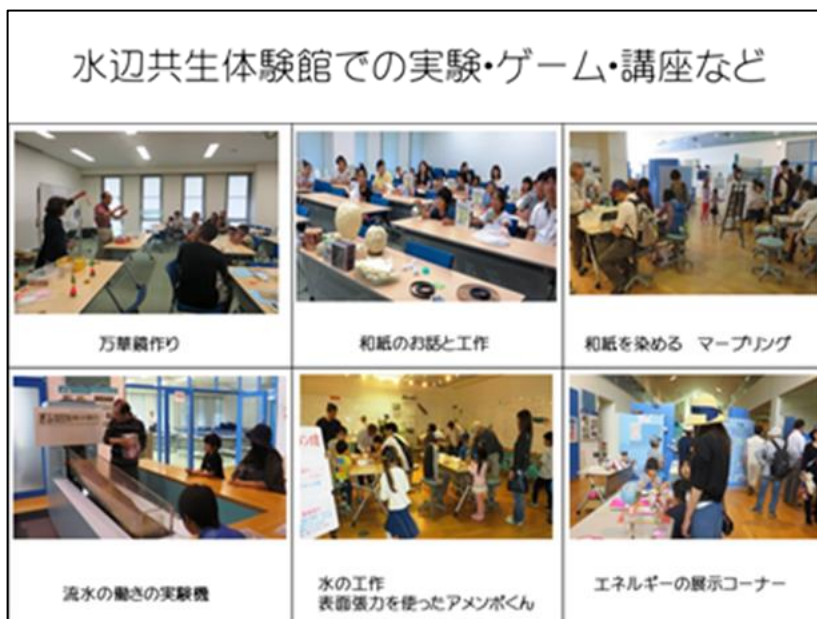 水辺共生体験館での実験・ゲーム・講座など
万華鏡作り
和紙のお話と工作
和紙を染める　マーブリング
流水の働きの実験機
水の工作
表面張力を使ったアメンボくん
エネルギーの展示コーナー